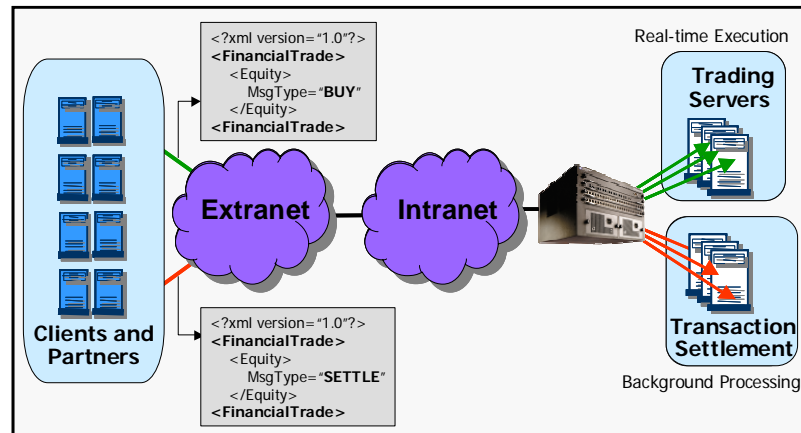 <?xml version="1.0"?>
<FinancialTrade>
<Equity>
MsgType="BUY"
</Equity>
<FinancialTrade>
Real-time Execution
Trading
Servers
Extranet
Intranet
Clients and
Partners
<?xml version="1.0"?>
<FinancialTrade>
<Equity>
MsgType="SETTLE"
</Equity>
<FinancialTrade>
Transaction
Settlement
Background Processing